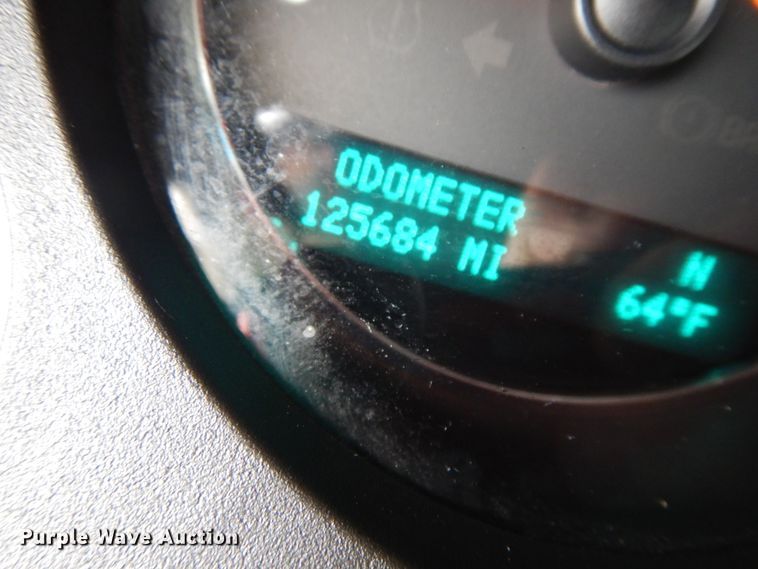 ODOMETER
125684 MI
N
64°F
Purple Wave Auction